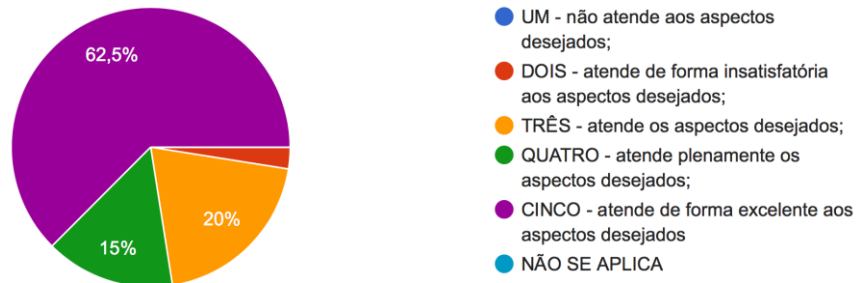 62,5%
20%
15%
UM - não atende aos aspectos
desejados;
DOIS - atende de forma insatisfatória
aos aspectos desejados;
TRÊS - atende os aspectos desejados;
QUATRO - atende plenamente os
aspectos desejados;
CINCO - atende de forma excelente aos
aspectos desejados
NÃO SE APLICA